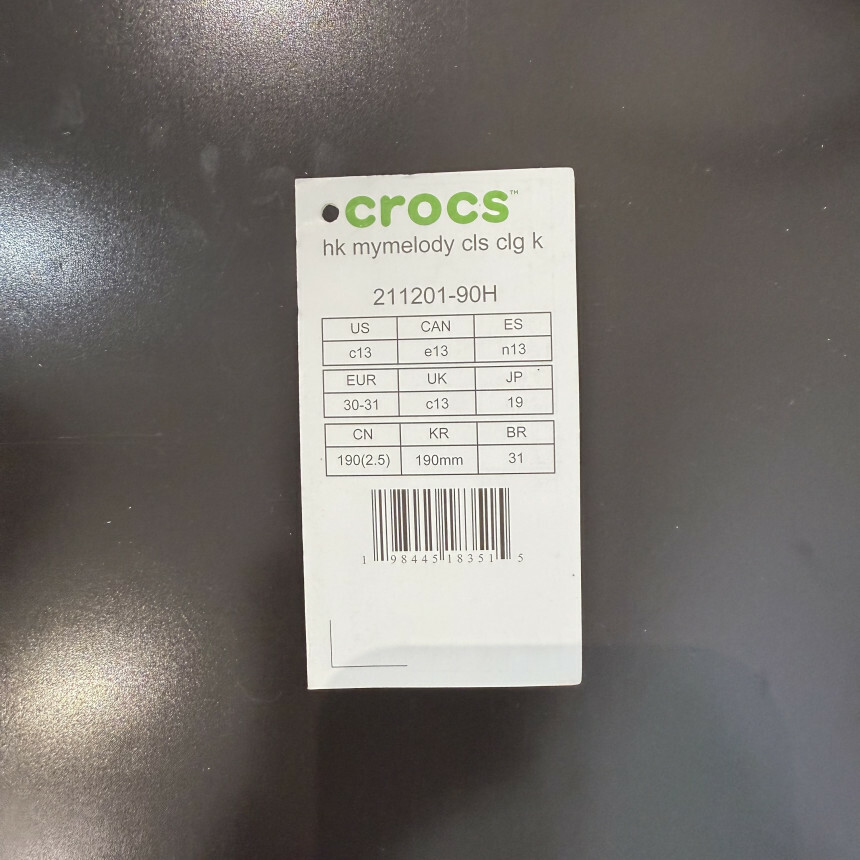 crocs™
hk mymelody cls clg k
211201-90H
US CAN ES
c13 e13 n13
EUR UK JP
30-31 c13 19
CN KR BR
190(2.5) 190mm 31
1 98445 18351 5